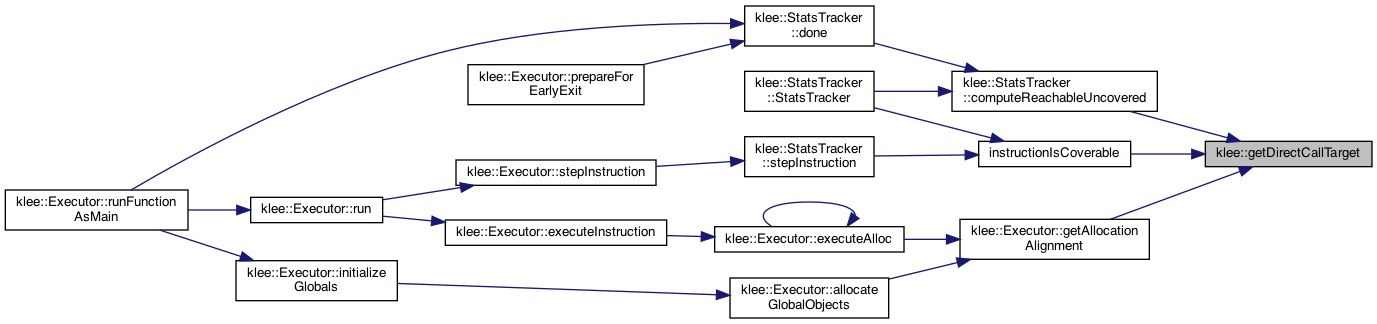 klee::StatsTracker
::done
klee::Executor::prepareFor
EarlyExit
klee::StatsTracker
::computeReachableUncovered
klee::StatsTracker
::StatsTracker
klee::getDirectCallTarget
instructionIsCoverable
klee::StatsTracker
::stepInstruction
klee::Executor::stepInstruction
klee::Executor::runFunction
AsMain
klee::Executor::run
klee::Executor::executeInstruction
klee::Executor::executeAlloc
klee::Executor::getAllocation
Alignment
klee::Executor::initialize
Globals
klee::Executor::allocate
GlobalObjects